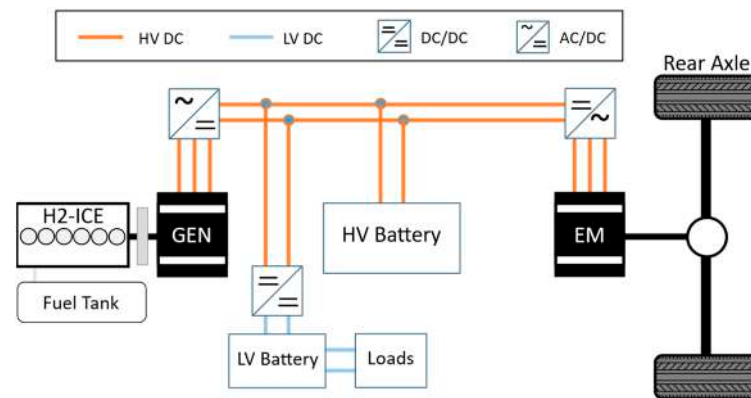 HV DC
LV DC
DC/DC
AC/DC
Rear Axle
H2-ICE
GEN
HV Battery
EM
Fuel Tank
LV Battery
Loads